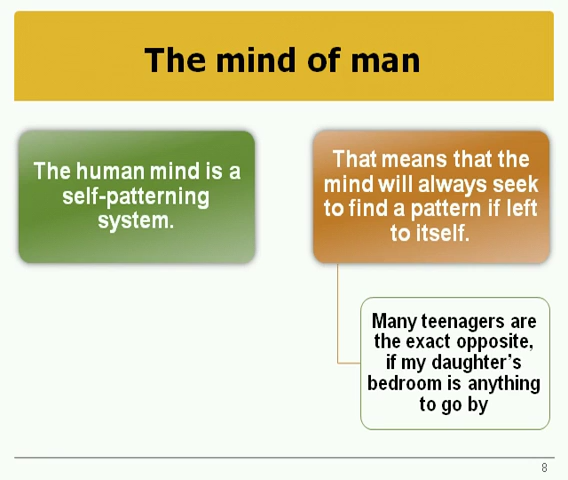 The mind of man
The human mind is a
self-patterning
system.
That means that the
mind will always seek
to find a pattern if left
to itself.
Many teenagers are
the exact opposite,
if my daughter's
bedroom is anything
to go by
8